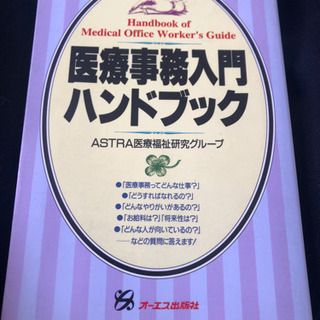 Handbook of
Medical Office Worker's Guide
医療事務入門
ハンドブック
ASTRA医療福祉研究グループ
●「医療事務ってどんな仕事?」
●「どうすればなれるの?」
●「どんなやりがいがあるの?」
●「お給料は?」「将来性は?」
●「どんな人が向いているの?」
――などの質問に答えます!
オーエス出版社